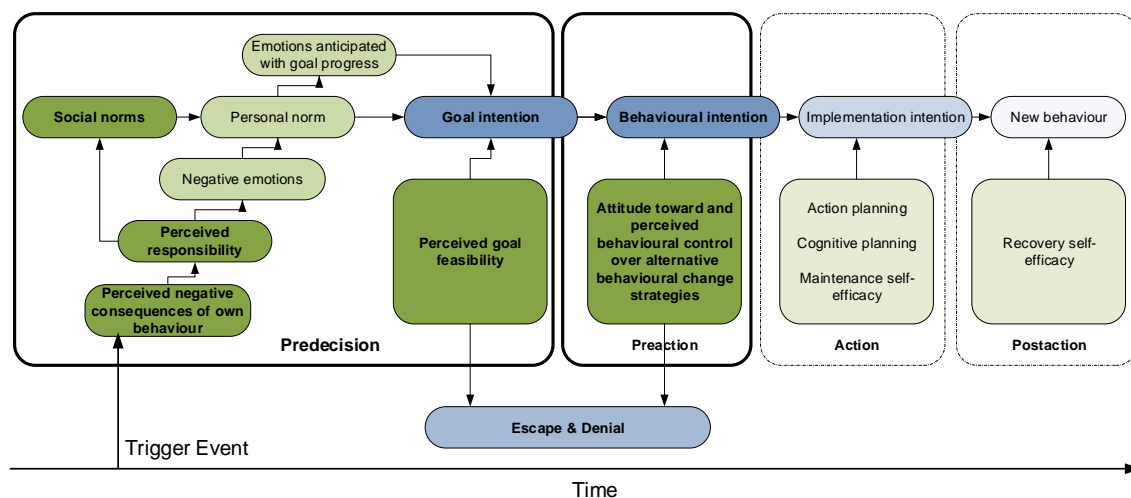 Emotions anticipated
with goal progress
Social norms
Personal norm
Goal intention
Behavioural intention
Implementation intention
New behaviour
Negative emotions
Perceived
responsibility
Perceived negative
consequences of own
behaviour
Perceived goal
feasibility
Attitude toward and
perceived
behavioural control
over alternative
behavioural change
strategies
Action planning
Cognitive planning
Maintenance self-
efficacy
Recovery self-
efficacy
Predecision
Preaction
Action
Postaction
Escape & Denial
Trigger Event
Time